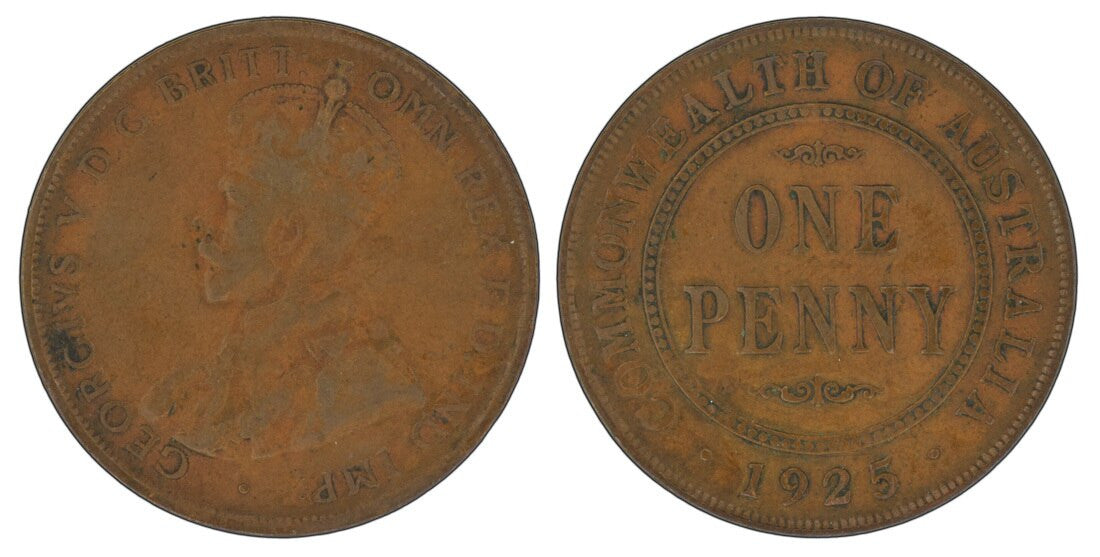 GEORGIVS V D.G. BRITT: OMN: REX F.D. IND: IMP:
COMMONWEALTH OF AUSTRALIA
ONE
PENNY
· 1925 ·